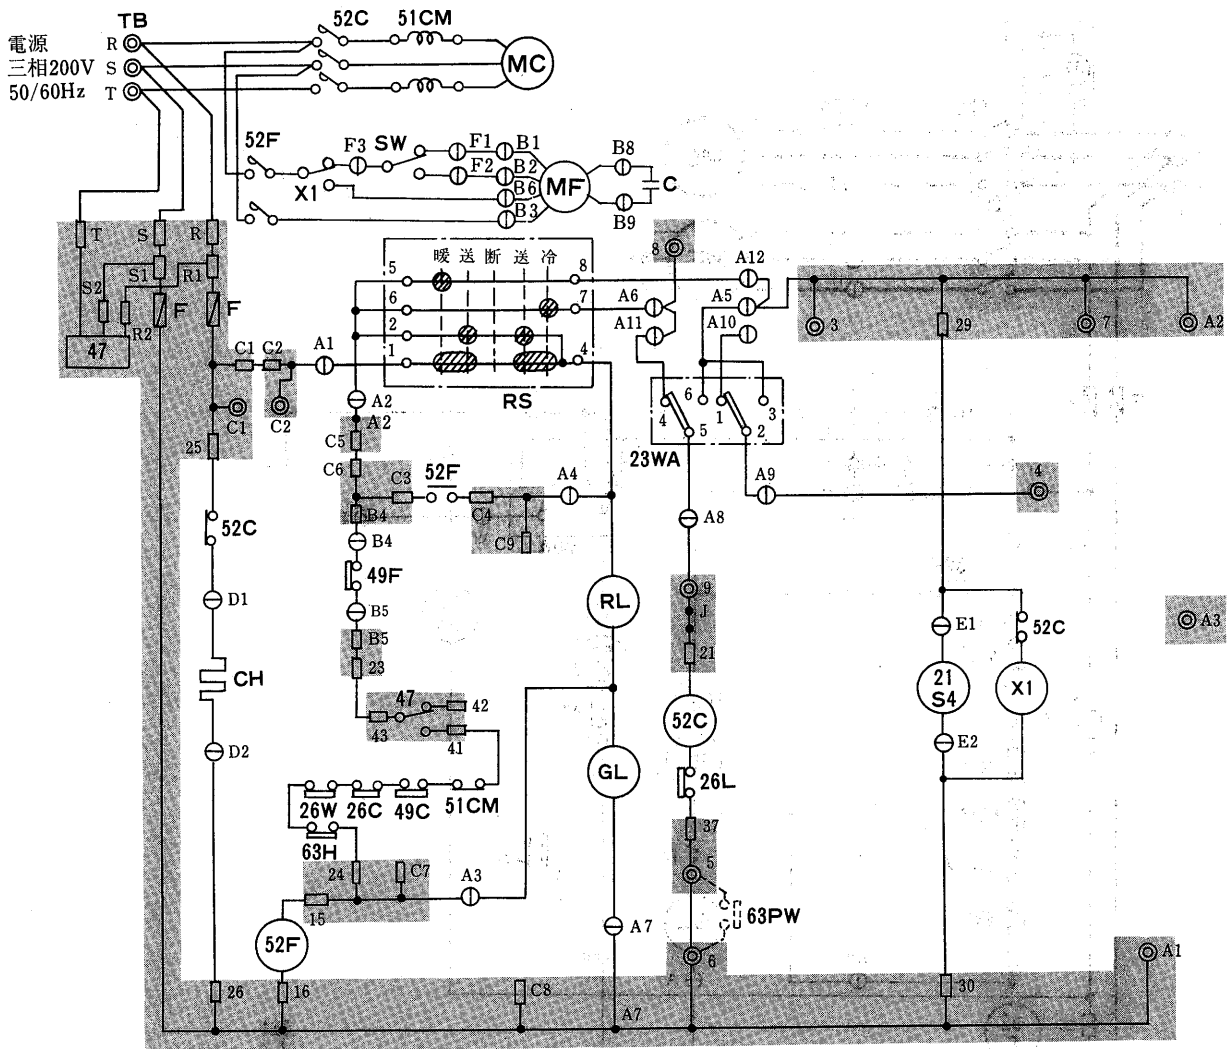 TB
52C
51CM
電源
R
三相200V
S
MC
50/60Hz
T
52F
F3
SW
F1
B1
B8
F2
B2
MF
C
X1
B6
B3
B9
T
S
R
8
暖 送 断 送 冷
A12
S1
R1
5
8
S2
6
7
A6
A5
F
F
A11
A10
3
29
7
A2
R2
2
47
C1
C2
A1
1
4
RS
A2
6
3
4
1
5
2
C1
C2
A2
25
C5
23WA
C6
C3
52F
A4
A9
4
B4
C4
A8
52C
B4
C9
49F
9
D1
B5
RL
J
E1
52C
A3
B5
21
23
CH
21
S4
X1
47
42
52C
43
41
D2
E2
GL
26L
26W
26C
49C
51CM
37
63H
5
24
C7
A3
15
63PW
A7
52F
6
A1
26
16
C8
30
A7